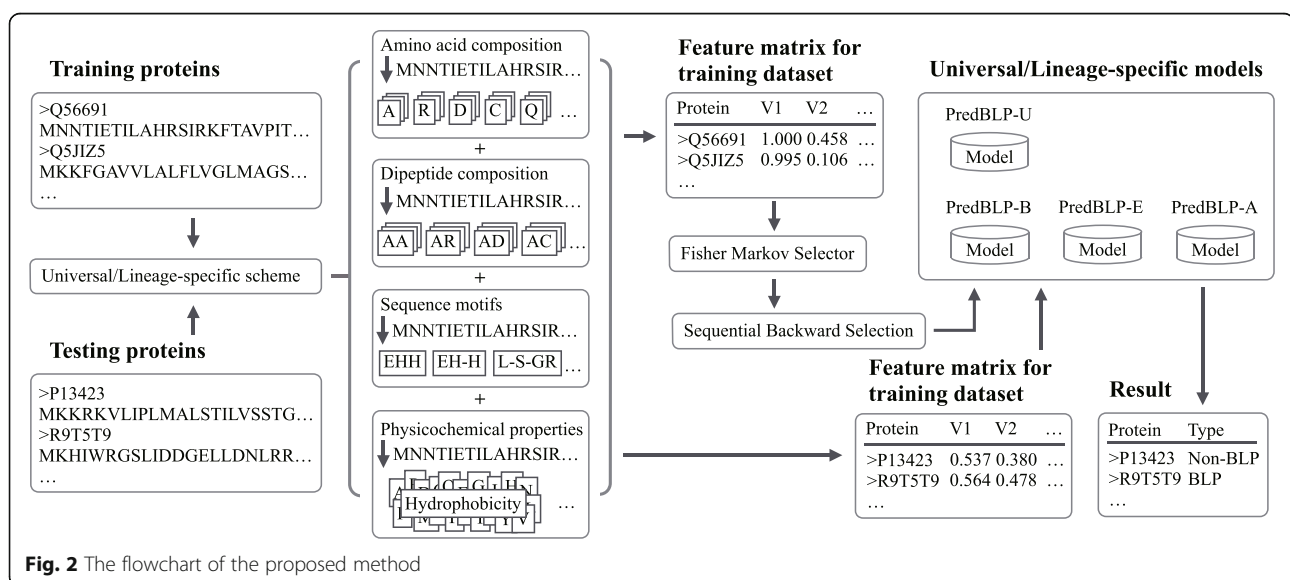 Training proteins
>Q56691
MNNTIETILAHRSIRKFTAVPIT…
>Q5JIZ5
MKKFGAVVLALFLVGLMAGS…
…
Universal/Lineage-specific scheme
Testing proteins
>P13423
MKKRKVLIPLMALSTILVSSTG…
>R9T5T9
MKHIWRGSLIDDGELLDNLRR…
…
Amino acid composition
MNNTIETILAHRSIR…
A R D C Q …
+
Dipeptide composition
MNNTIETILAHRSIR…
AA AR AD AC …
+
Sequence motifs
MNNTIETILAHRSIR…
EHH EH-H L-S-GR …
+
Physicochemical properties
MNNTIETILAHRSIR…
Hydrophobicity …
Feature matrix for
training dataset
Protein V1 V2 …
>Q56691 1.000 0.458 …
>Q5JIZ5 0.995 0.106 …
…
Fisher Markov Selector
Sequential Backward Selection
Universal/Lineage-specific models
PredBLP-U
Model
PredBLP-B PredBLP-E PredBLP-A
Model Model Model
Feature matrix for
training dataset
Protein V1 V2 …
>P13423 0.537 0.380 …
>R9T5T9 0.564 0.478 …
…
Result
Protein Type
>P13423 Non-BLP
>R9T5T9 BLP
…
Fig. 2 The flowchart of the proposed method